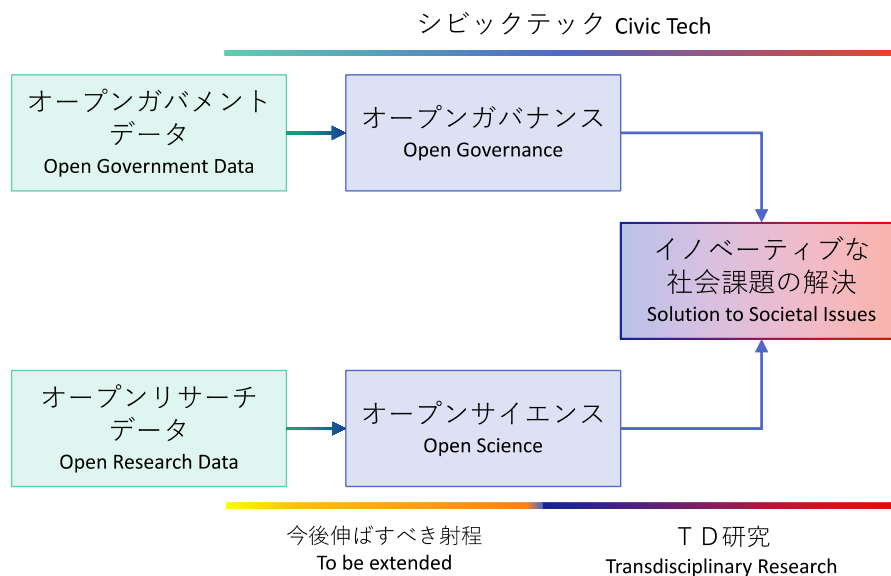 シビックテック Civic Tech
オープンガバメント
データ
Open Government Data
オープンガバナンス
Open Governance
イノベーティブな
社会課題の解決
Solution to Societal Issues
オープンリサーチ
データ
Open Research Data
オープンサイエンス
Open Science
今後伸ばすべき射程
To be extended
ＴＤ研究
Transdisciplinary Research